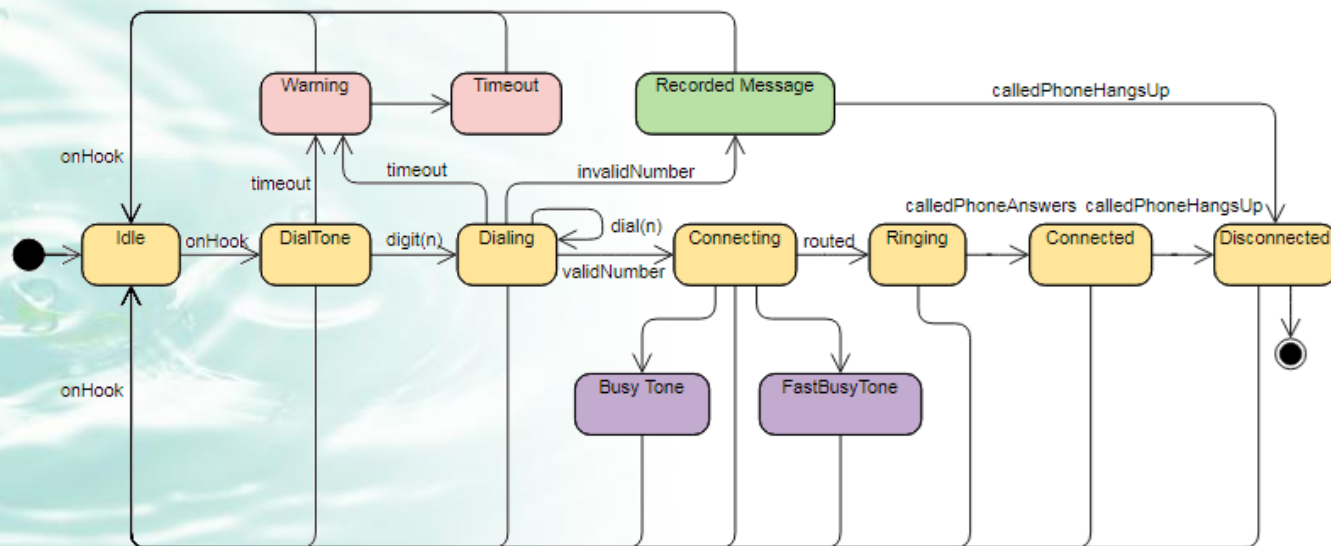 Warning
Timeout
Recorded Message
calledPhoneHangsUp
onHook
timeout
timeout
invalidNumber
Idle
onHook
DialTone
digit(n)
Dialing
dial(n)
validNumber
Connecting
routed
Ringing
calledPhoneAnswers
Connected
calledPhoneHangsUp
Disconnected
onHook
Busy Tone
FastBusyTone